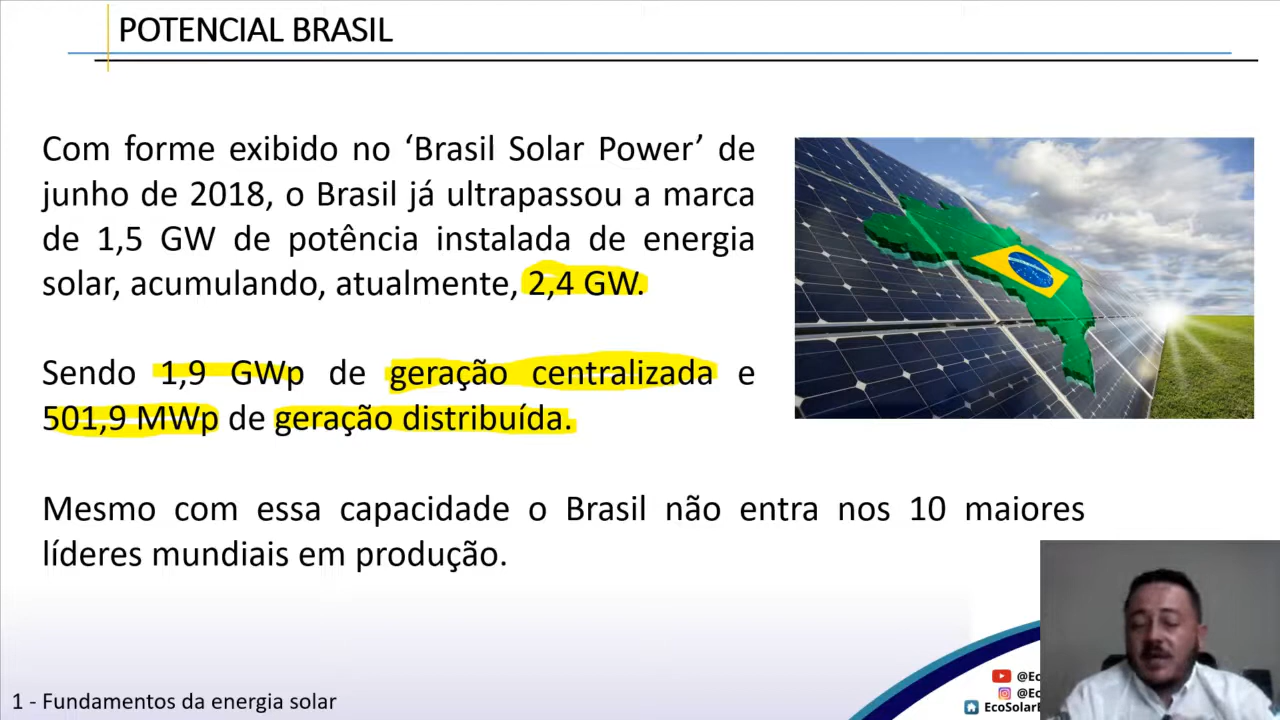 POTENCIAL BRASIL
Com forme exibido no ‘Brasil Solar Power’ de
junho de 2018, o Brasil já ultrapassou a marca
de 1,5 GW de potência instalada de energia
solar, acumulando, atualmente, 2,4 GW.
Sendo 1,9 GWp de geração centralizada e
501,9 MWp de geração distribuída.
Mesmo com essa capacidade o Brasil não entra nos 10 maiores
líderes mundiais em produção.
1 - Fundamentos da energia solar